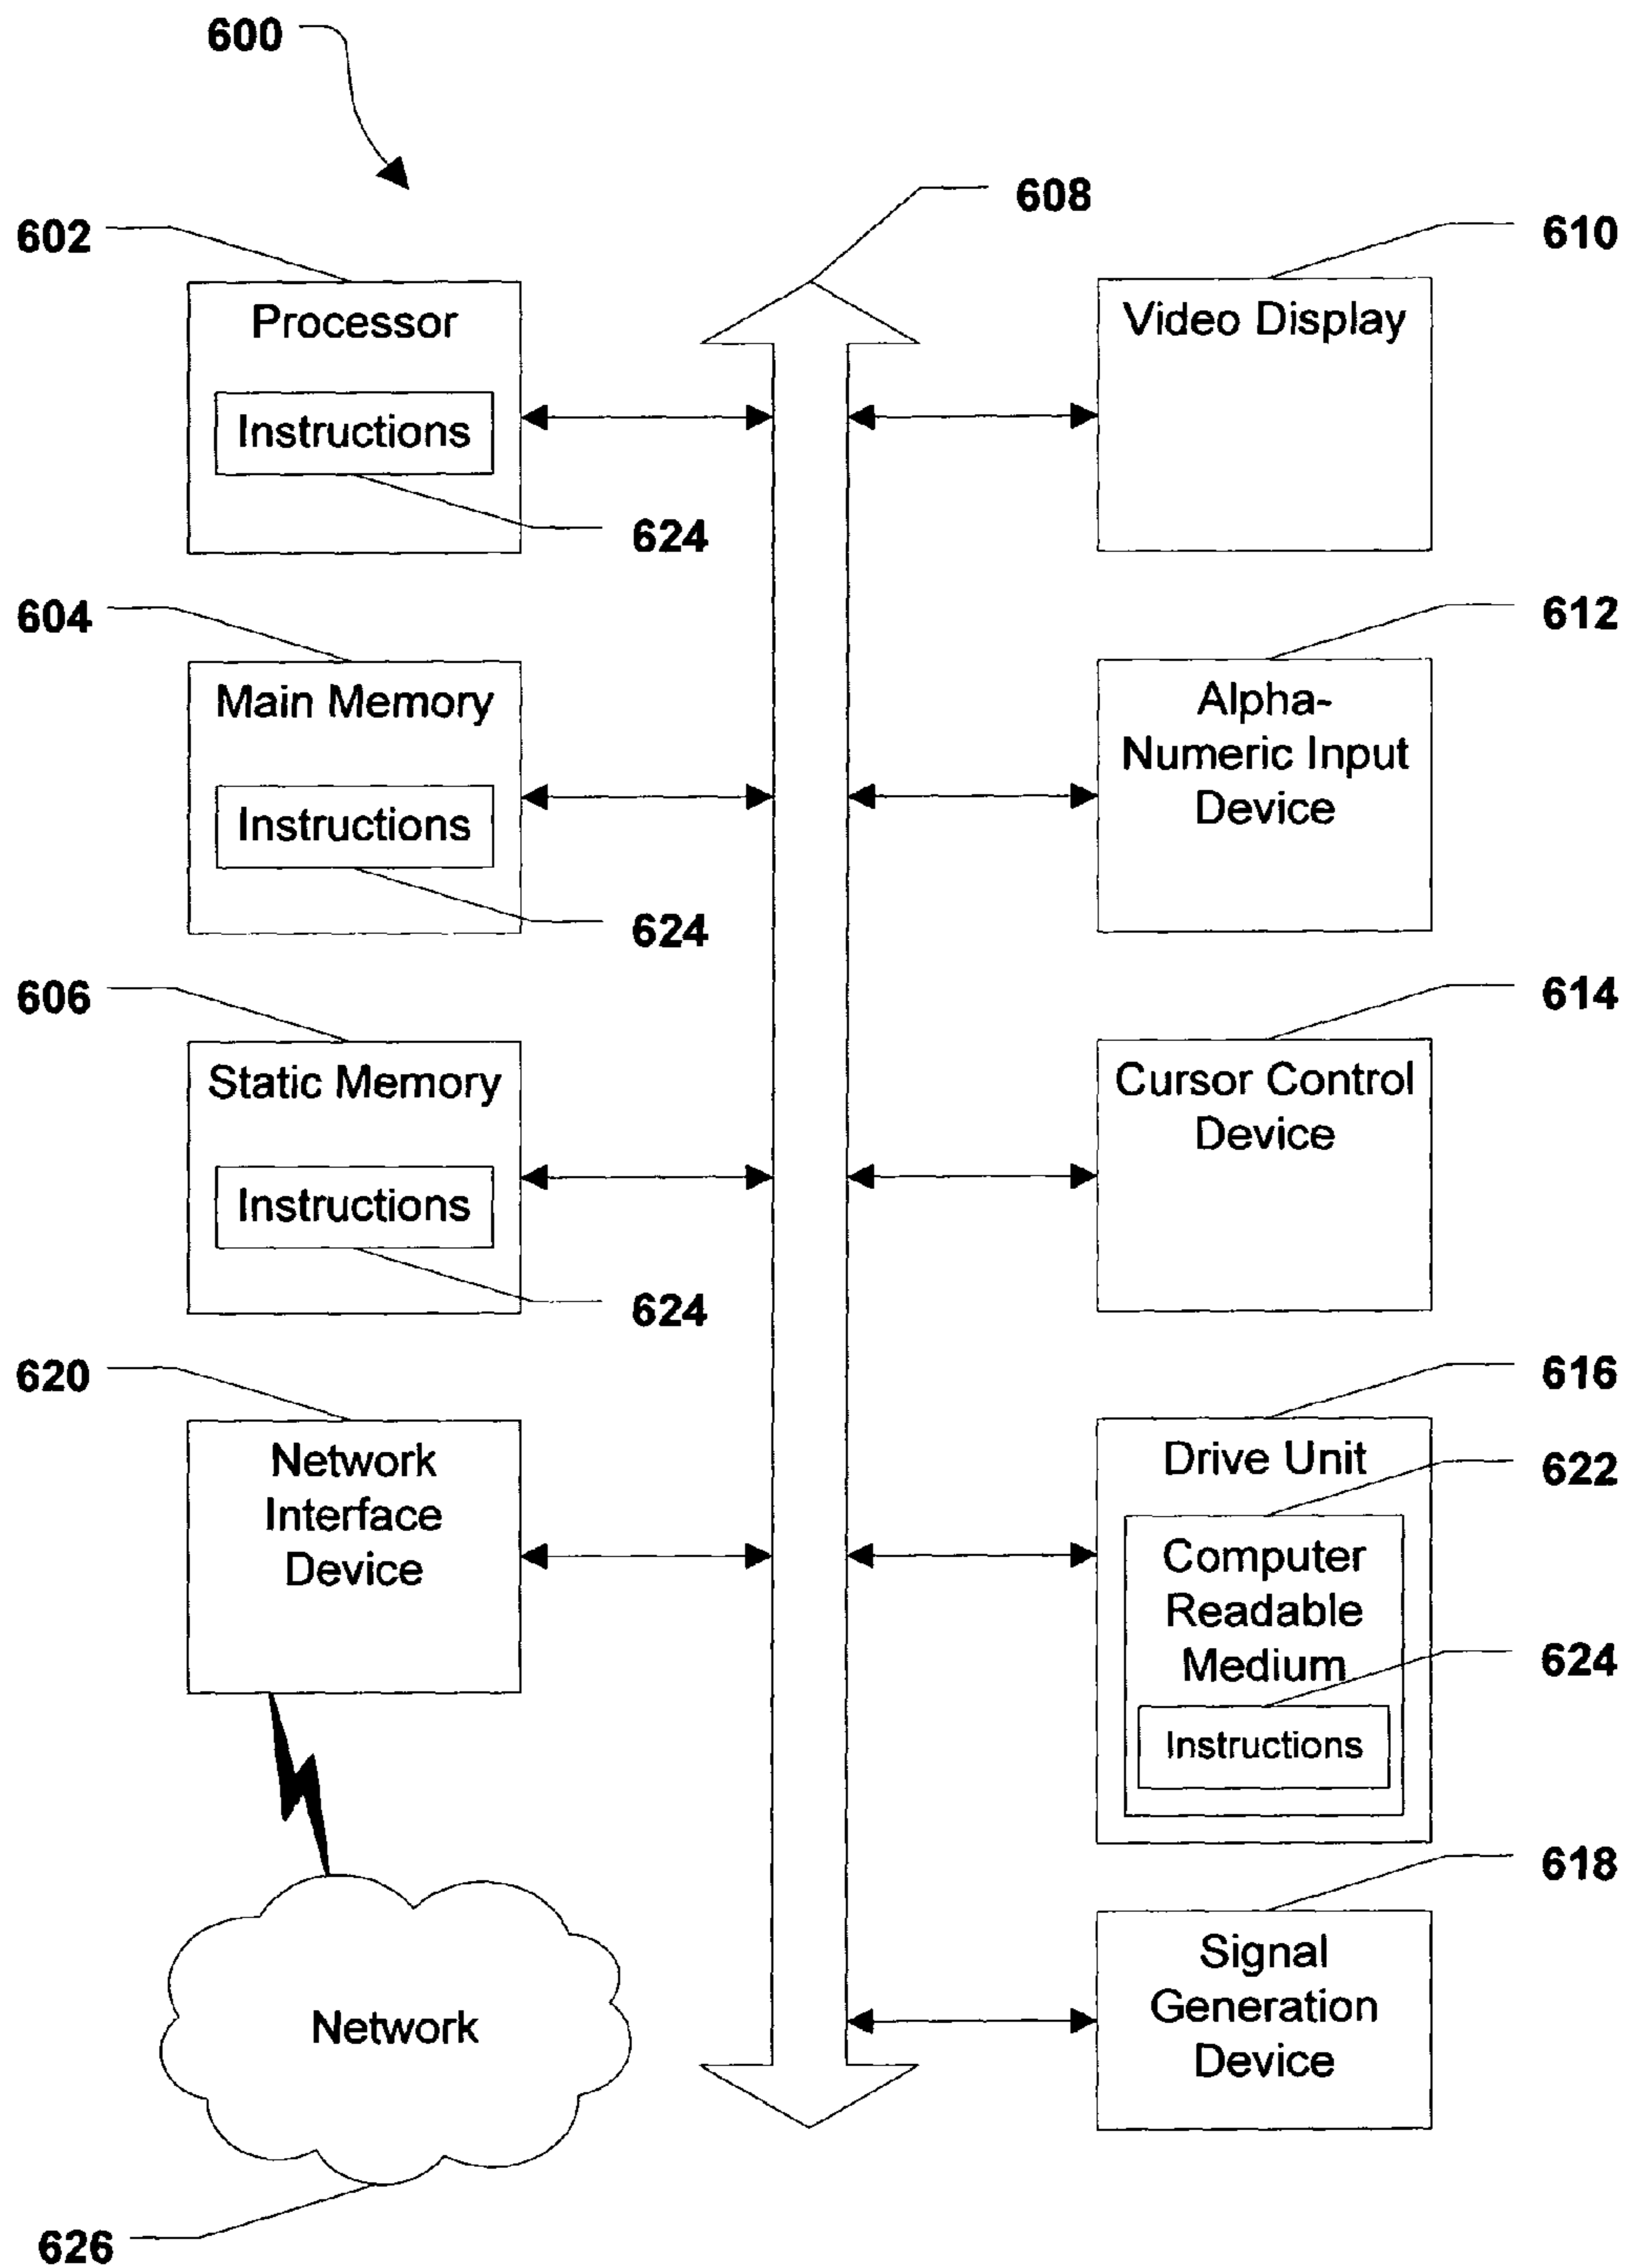 600
608
602
610
Processor
Video Display
Instructions
624
604
612
Main Memory
Alpha-
Numeric Input
Device
Instructions
624
606
614
Static Memory
Cursor Control
Device
Instructions
624
620
616
Network
Interface
Device
Drive Unit
622
Computer
Readable
Medium
624
Instructions
618
Signal
Generation
Device
Network
626